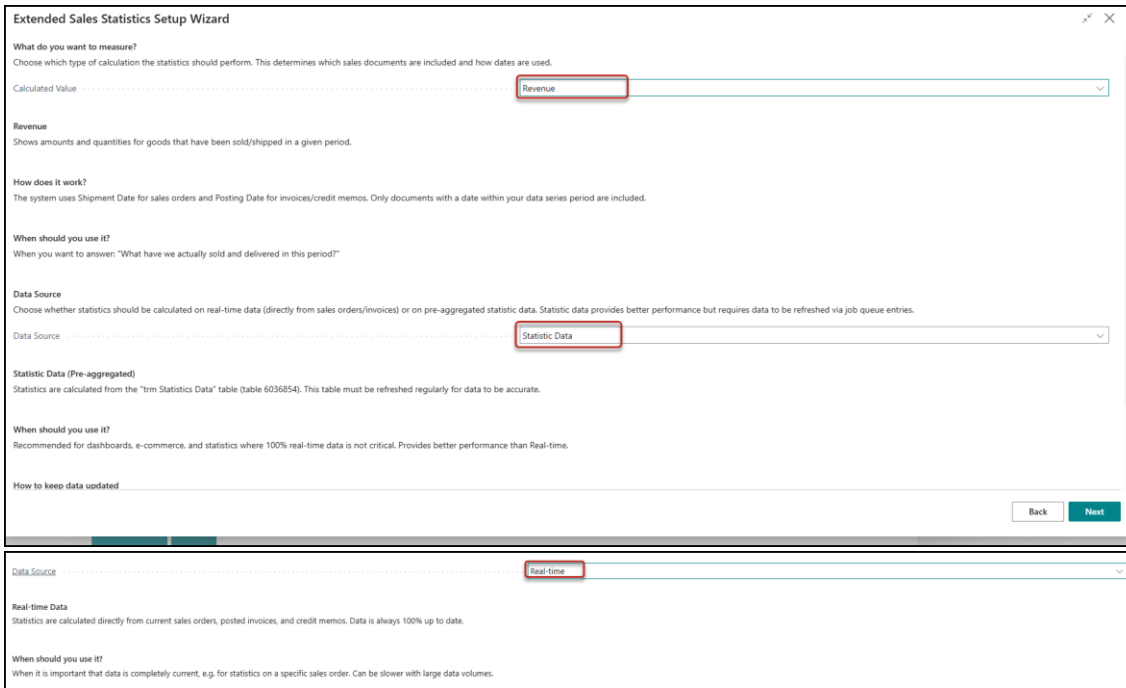 Extended Sales Statistics Setup Wizard
What do you want to measure?
Choose which type of calculation the statistics should perform. This determines which sales documents are included and how dates are used.
Calculated Value Revenue
Revenue
Shows amounts and quantities for goods that have been sold/shipped in a given period.
How does it work?
The system uses Shipment Date for sales orders and Posting Date for invoices/credit memos. Only documents with a date within your data series period are included.
When should you use it?
When you want to answer: "What have we actually sold and delivered in this period?"
Data Source
Choose whether statistics should be calculated on real-time data (directly from sales orders/invoices) or on pre-aggregated statistic data. Statistic data provides better performance but requires data to be refreshed via job queue entries.
Data Source Statistic Data
Statistic Data (Pre-aggregated)
Statistics are calculated from the "trm Statistics Data" table (table 6036854). This table must be refreshed regularly for data to be accurate.
When should you use it?
Recommended for dashboards, e-commerce, and statistics where 100% real-time data is not critical. Provides better performance than Real-time.
How to keep data updated
Back Next
Data Source Real-time
Real-time Data
Statistics are calculated directly from current sales orders, posted invoices, and credit memos. Data is always 100% up to date.
When should you use it?
When it is important that data is completely current, e.g. for statistics on a specific sales order. Can be slower with large data volumes.